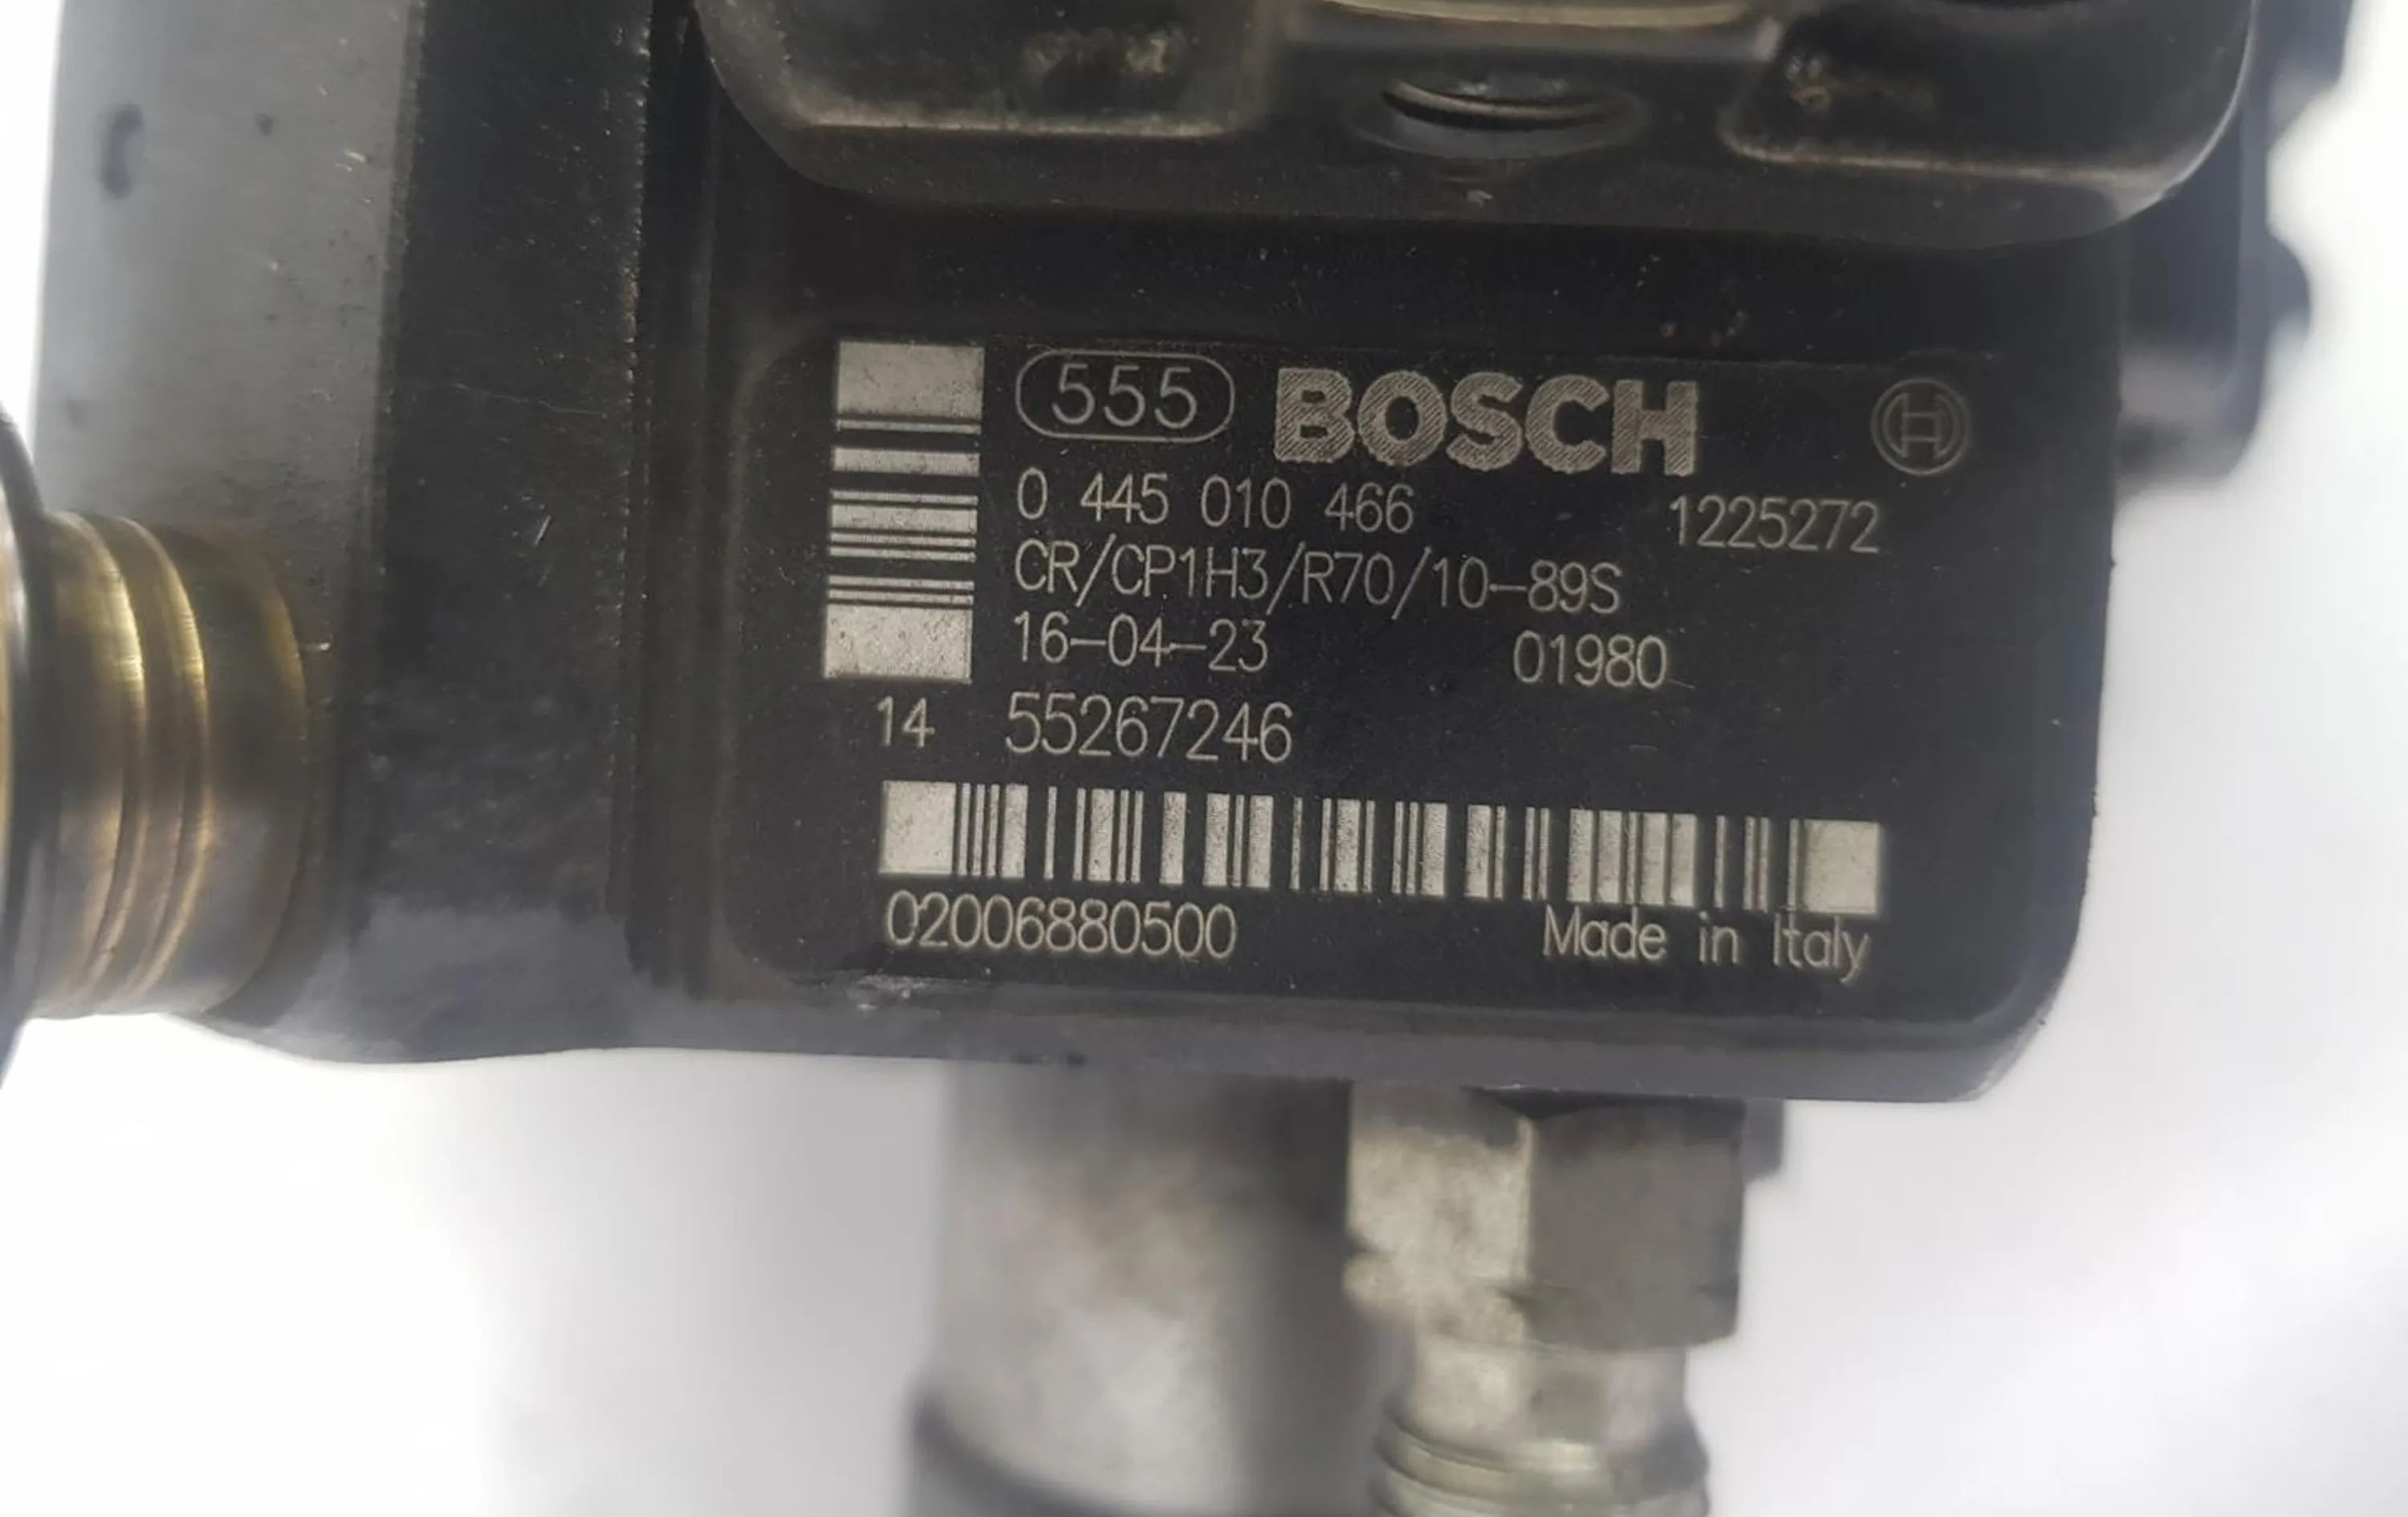 555 BOSCH
0 445 010 466 1225272
CR/CP1H3/R70/10-89S
16-04-23 01980
14 55267246
02006880500 Made in Italy